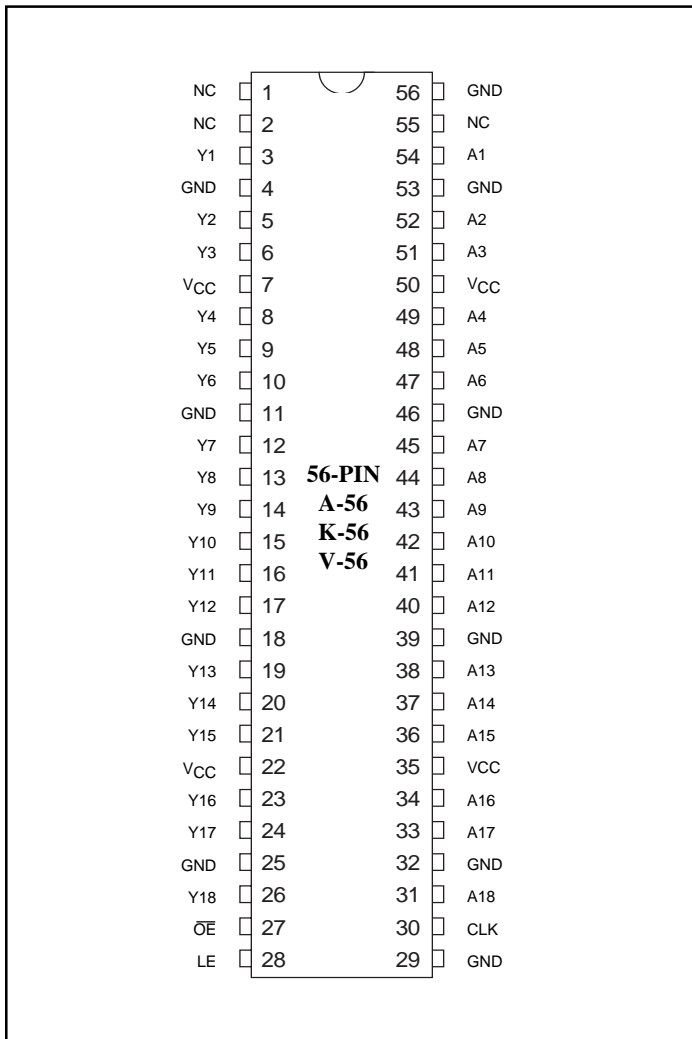 NC 1 56 GND
NC 2 55 NC
Y1 3 54 A1
GND 4 53 GND
Y2 5 52 A2
Y3 6 51 A3
VCC 7 50 VCC
Y4 8 49 A4
Y5 9 48 A5
Y6 10 47 A6
GND 11 46 GND
Y7 12 45 A7
Y8 13 56-PIN 44 A8
Y9 14 A-56 43 A9
Y10 15 K-56 42 A10
Y11 16 V-56 41 A11
Y12 17 40 A12
GND 18 39 GND
Y13 19 38 A13
Y14 20 37 A14
Y15 21 36 A15
VCC 22 35 VCC
Y16 23 34 A16
Y17 24 33 A17
GND 25 32 GND
Y18 26 31 A18
O̅E̅ 27 30 CLK
LE 28 29 GND